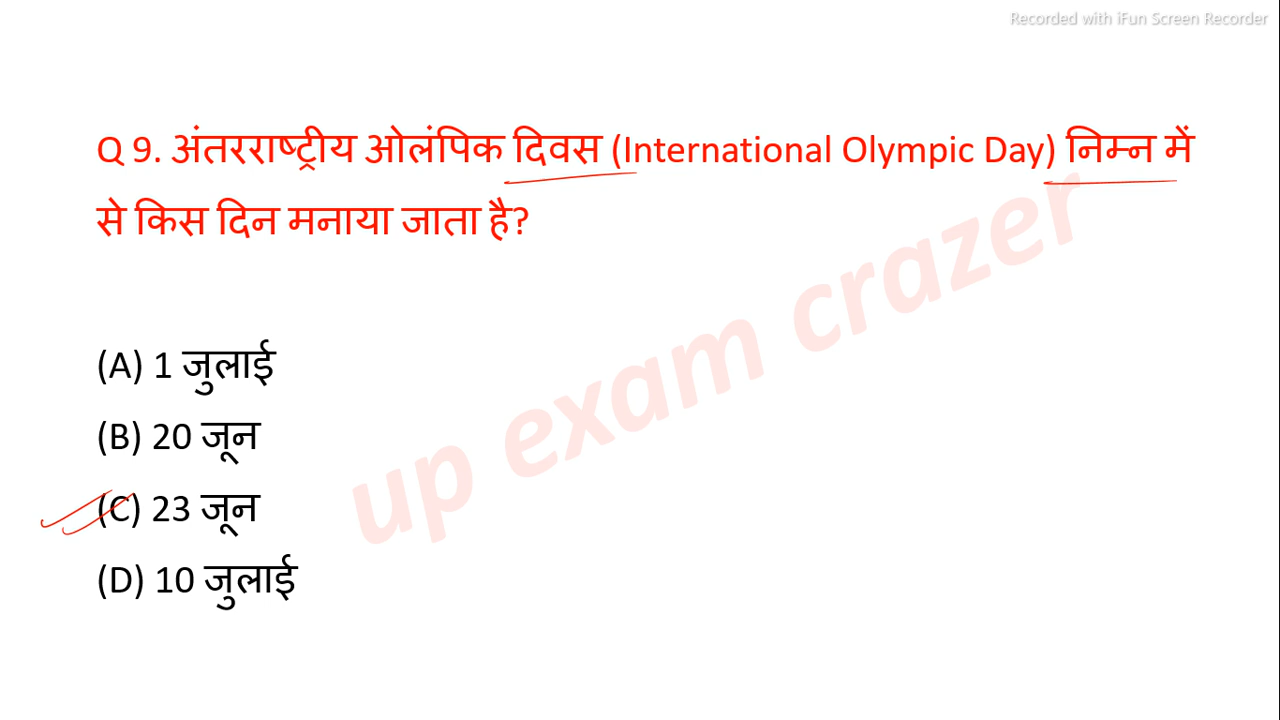 Recorded with iFun Screen Recorder
Q 9. अंतरराष्ट्रीय ओलंपिक दिवस (International Olympic Day) निम्न में
से किस दिन मनाया जाता है?
(A) 1 जुलाई
(B) 20 जून
(C) 23 जून
(D) 10 जुलाई
up exam crazer